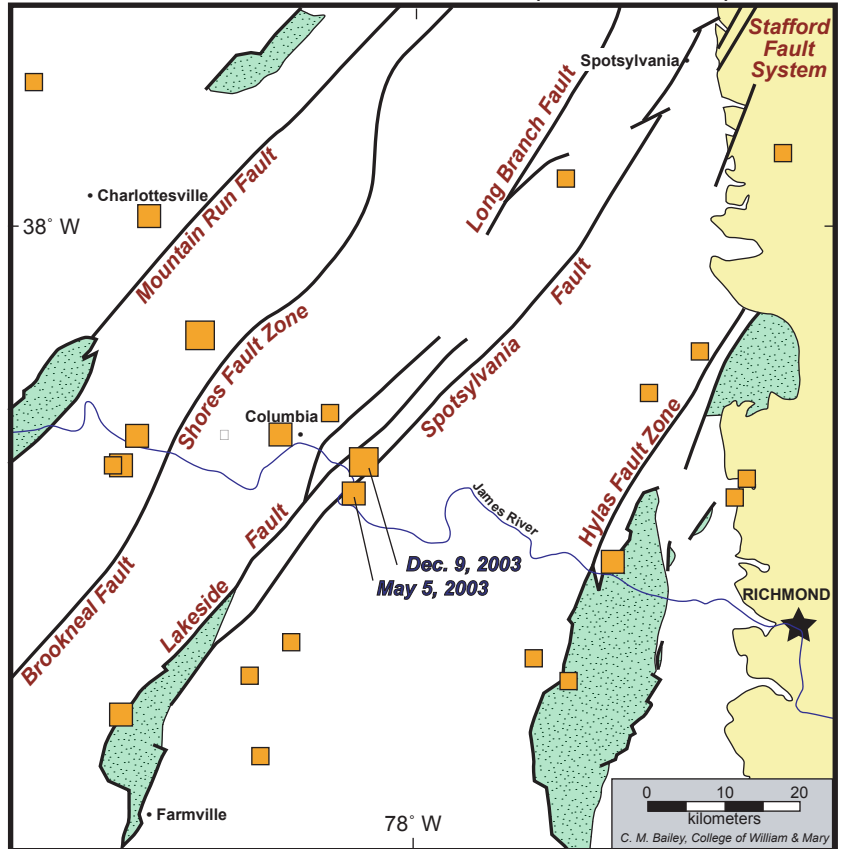 Stafford
Fault
System
Spotsylvania
Long Branch Fault
Charlottesville
38° W
Mountain Run Fault
Shores Fault Zone
Spotsylvania
Fault
Columbia
Hylas Fault Zone
James River
Fault
Dec. 9, 2003
May 5, 2003
Lakeside
RICHMOND
Brookneal Fault
Farmville
78° W
0 10 20
kilometers
C. M. Bailey, College of William & Mary